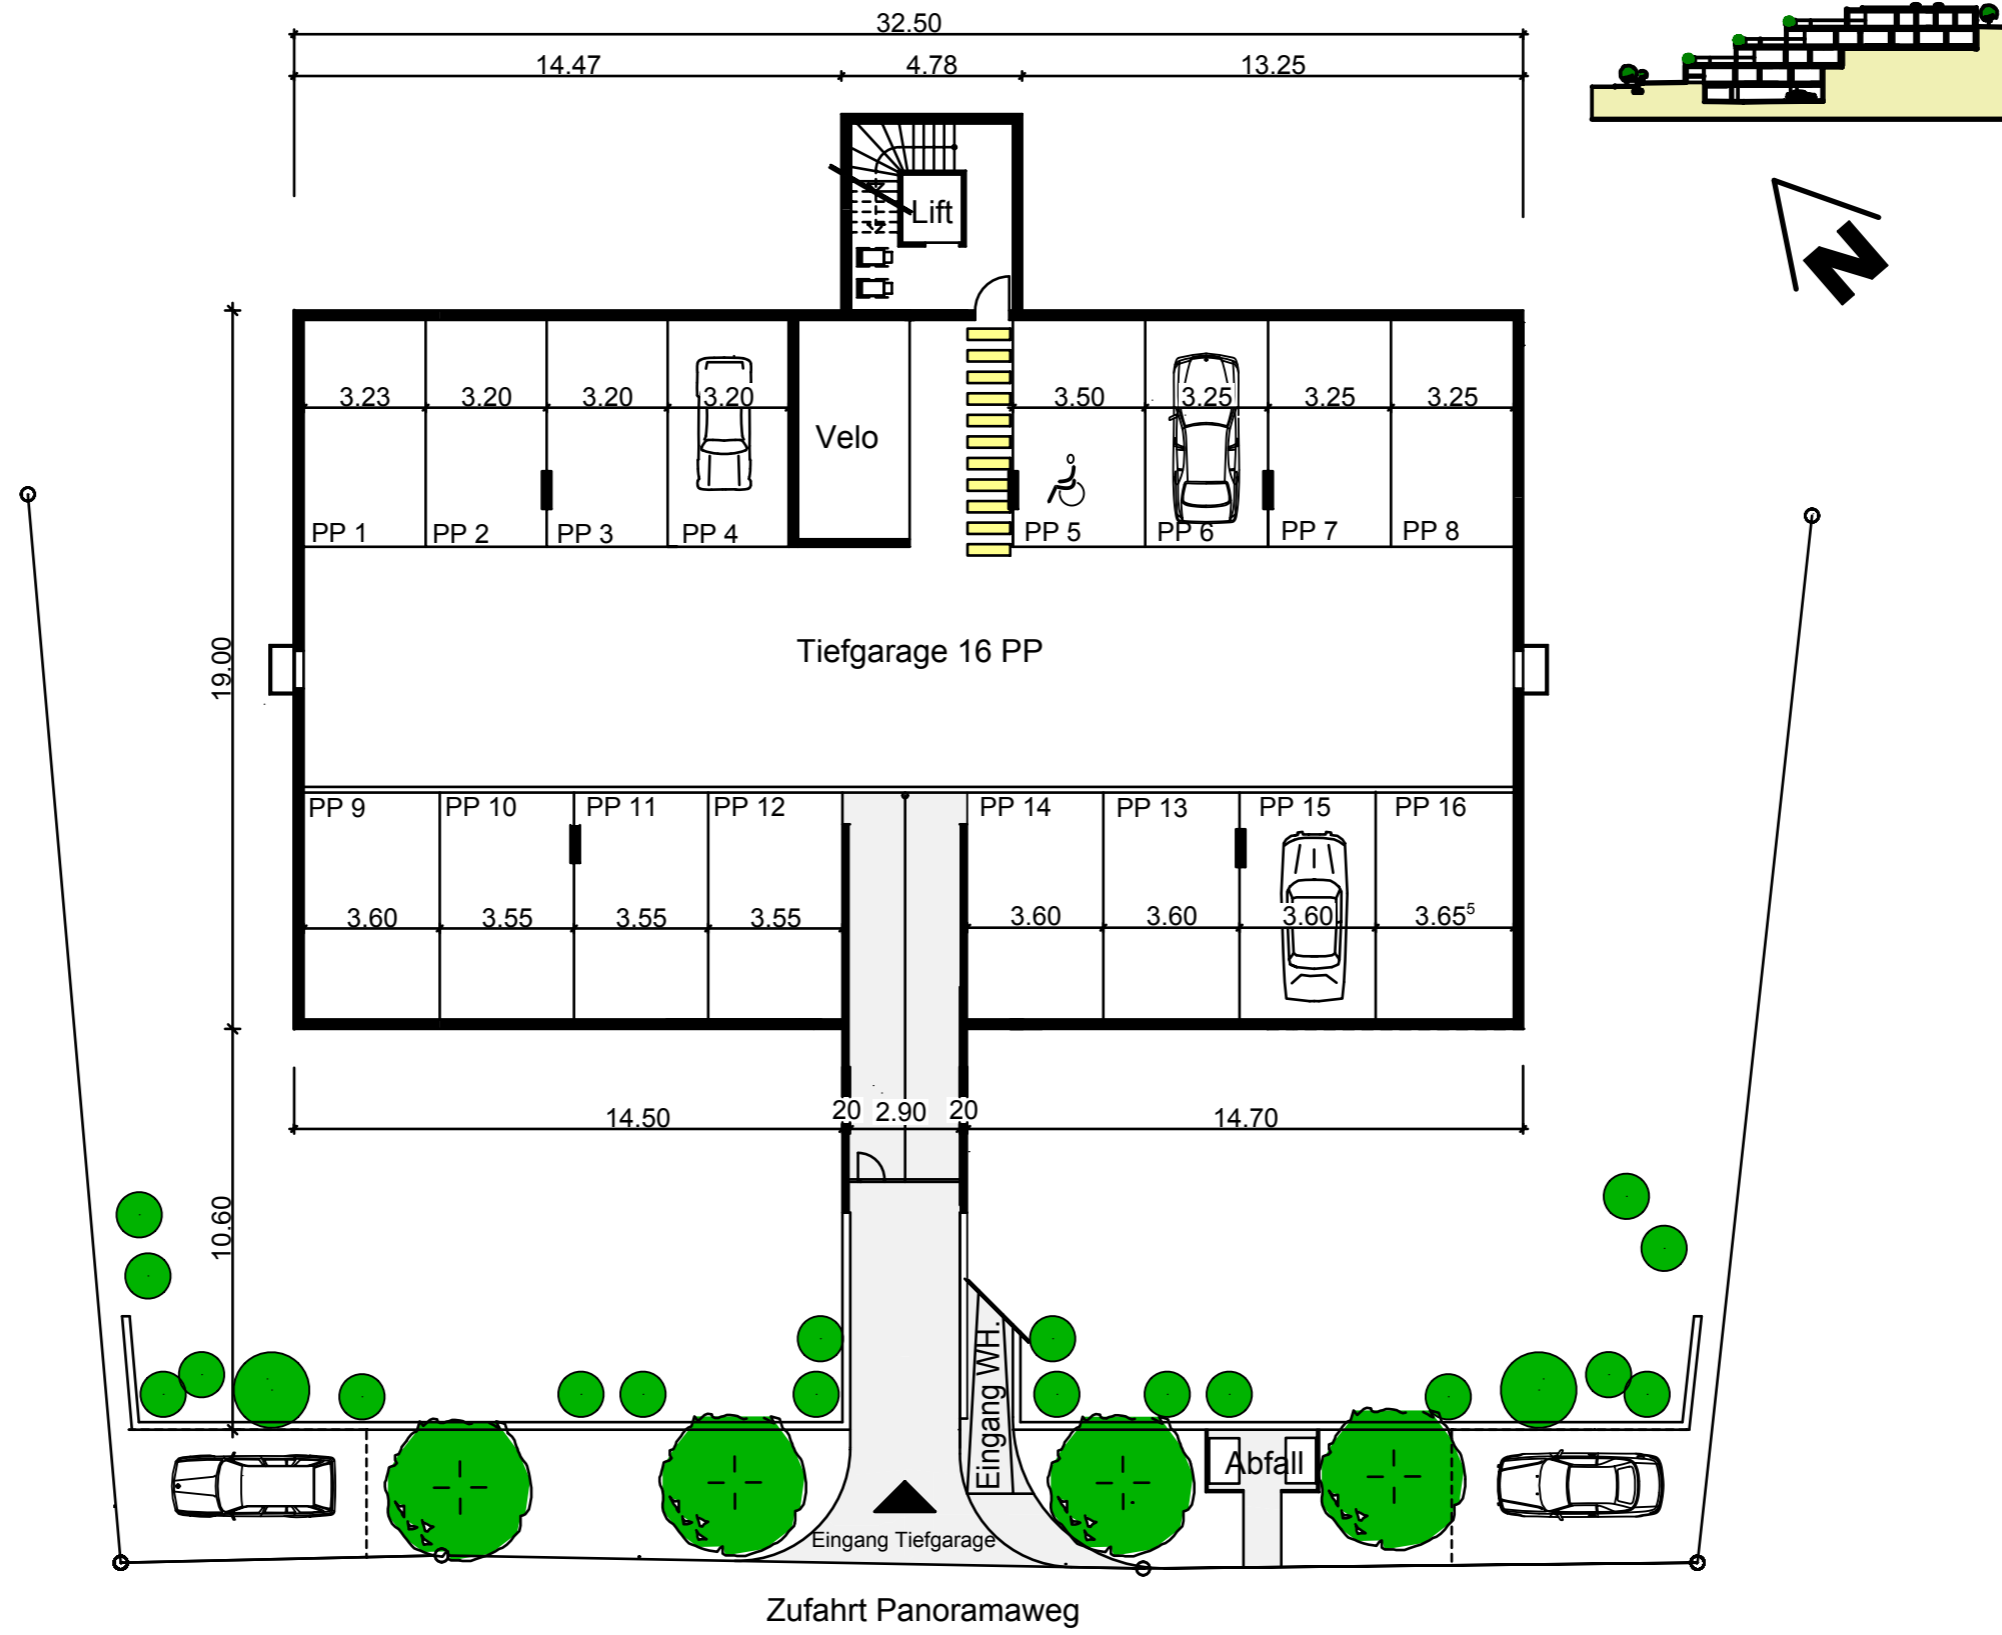 32.50
14.47 4.78 13.25
N
Lift
3.23 3.20 3.20 3.20 3.50 3.25 3.25 3.25
Velo
PP 1 PP 2 PP 3 PP 4 PP 5 PP 6 PP 7 PP 8
Tiefgarage 16 PP
19.00
PP 9 PP 10 PP 11 PP 12 PP 14 PP 13 PP 15 PP 16
3.60 3.55 3.55 3.55 3.60 3.60 3.60 3.65⁵
14.50 20 2.90 20 14.70
10.60
Eingang WH.
Abfall
Eingang Tiefgarage
Zufahrt Panoramaweg